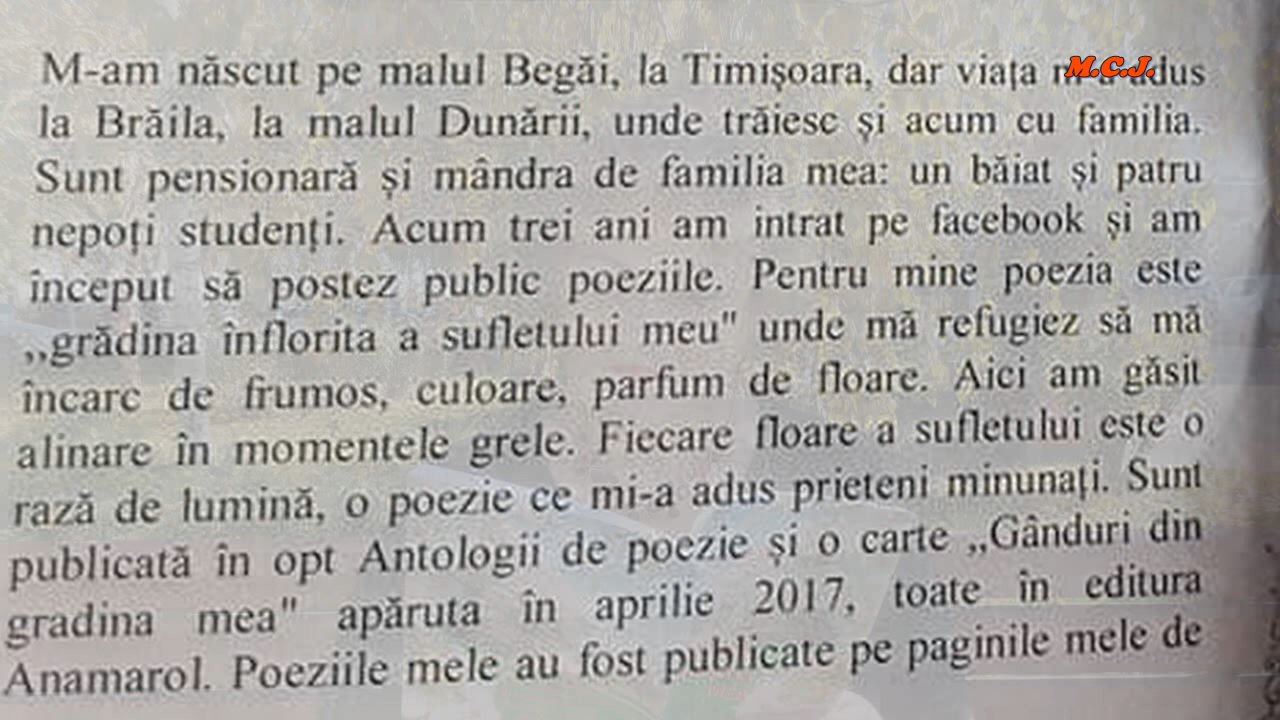 M-am născut pe malul Begăi, la Timişoara, dar viaţa adus
M.C.J.
la Brăila, la malul Dunării, unde trăiesc şi acum cu familia.
Sunt pensionară şi mândra de familia mea: un băiat şi patru
nepoţi studenţi. Acum trei ani am intrat pe facebook şi am
început să postez public poeziile. Pentru mine poezia este
,,grădina înflorita a sufletului meu" unde mă refugiez să mă
încarc de frumos, culoare, parfum de floare. Aici am găsit
alinare în momentele grele. Fiecare floare a sufletului este o
rază de lumină, o poezie ce mi-a adus prieteni minunaţi. Sunt
publicată în opt Antologii de poezie şi o carte ,,Gânduri din
gradina mea" apăruta în aprilie 2017, toate în editura
Anamarol. Poeziile mele au fost publicate pe paginile mele de